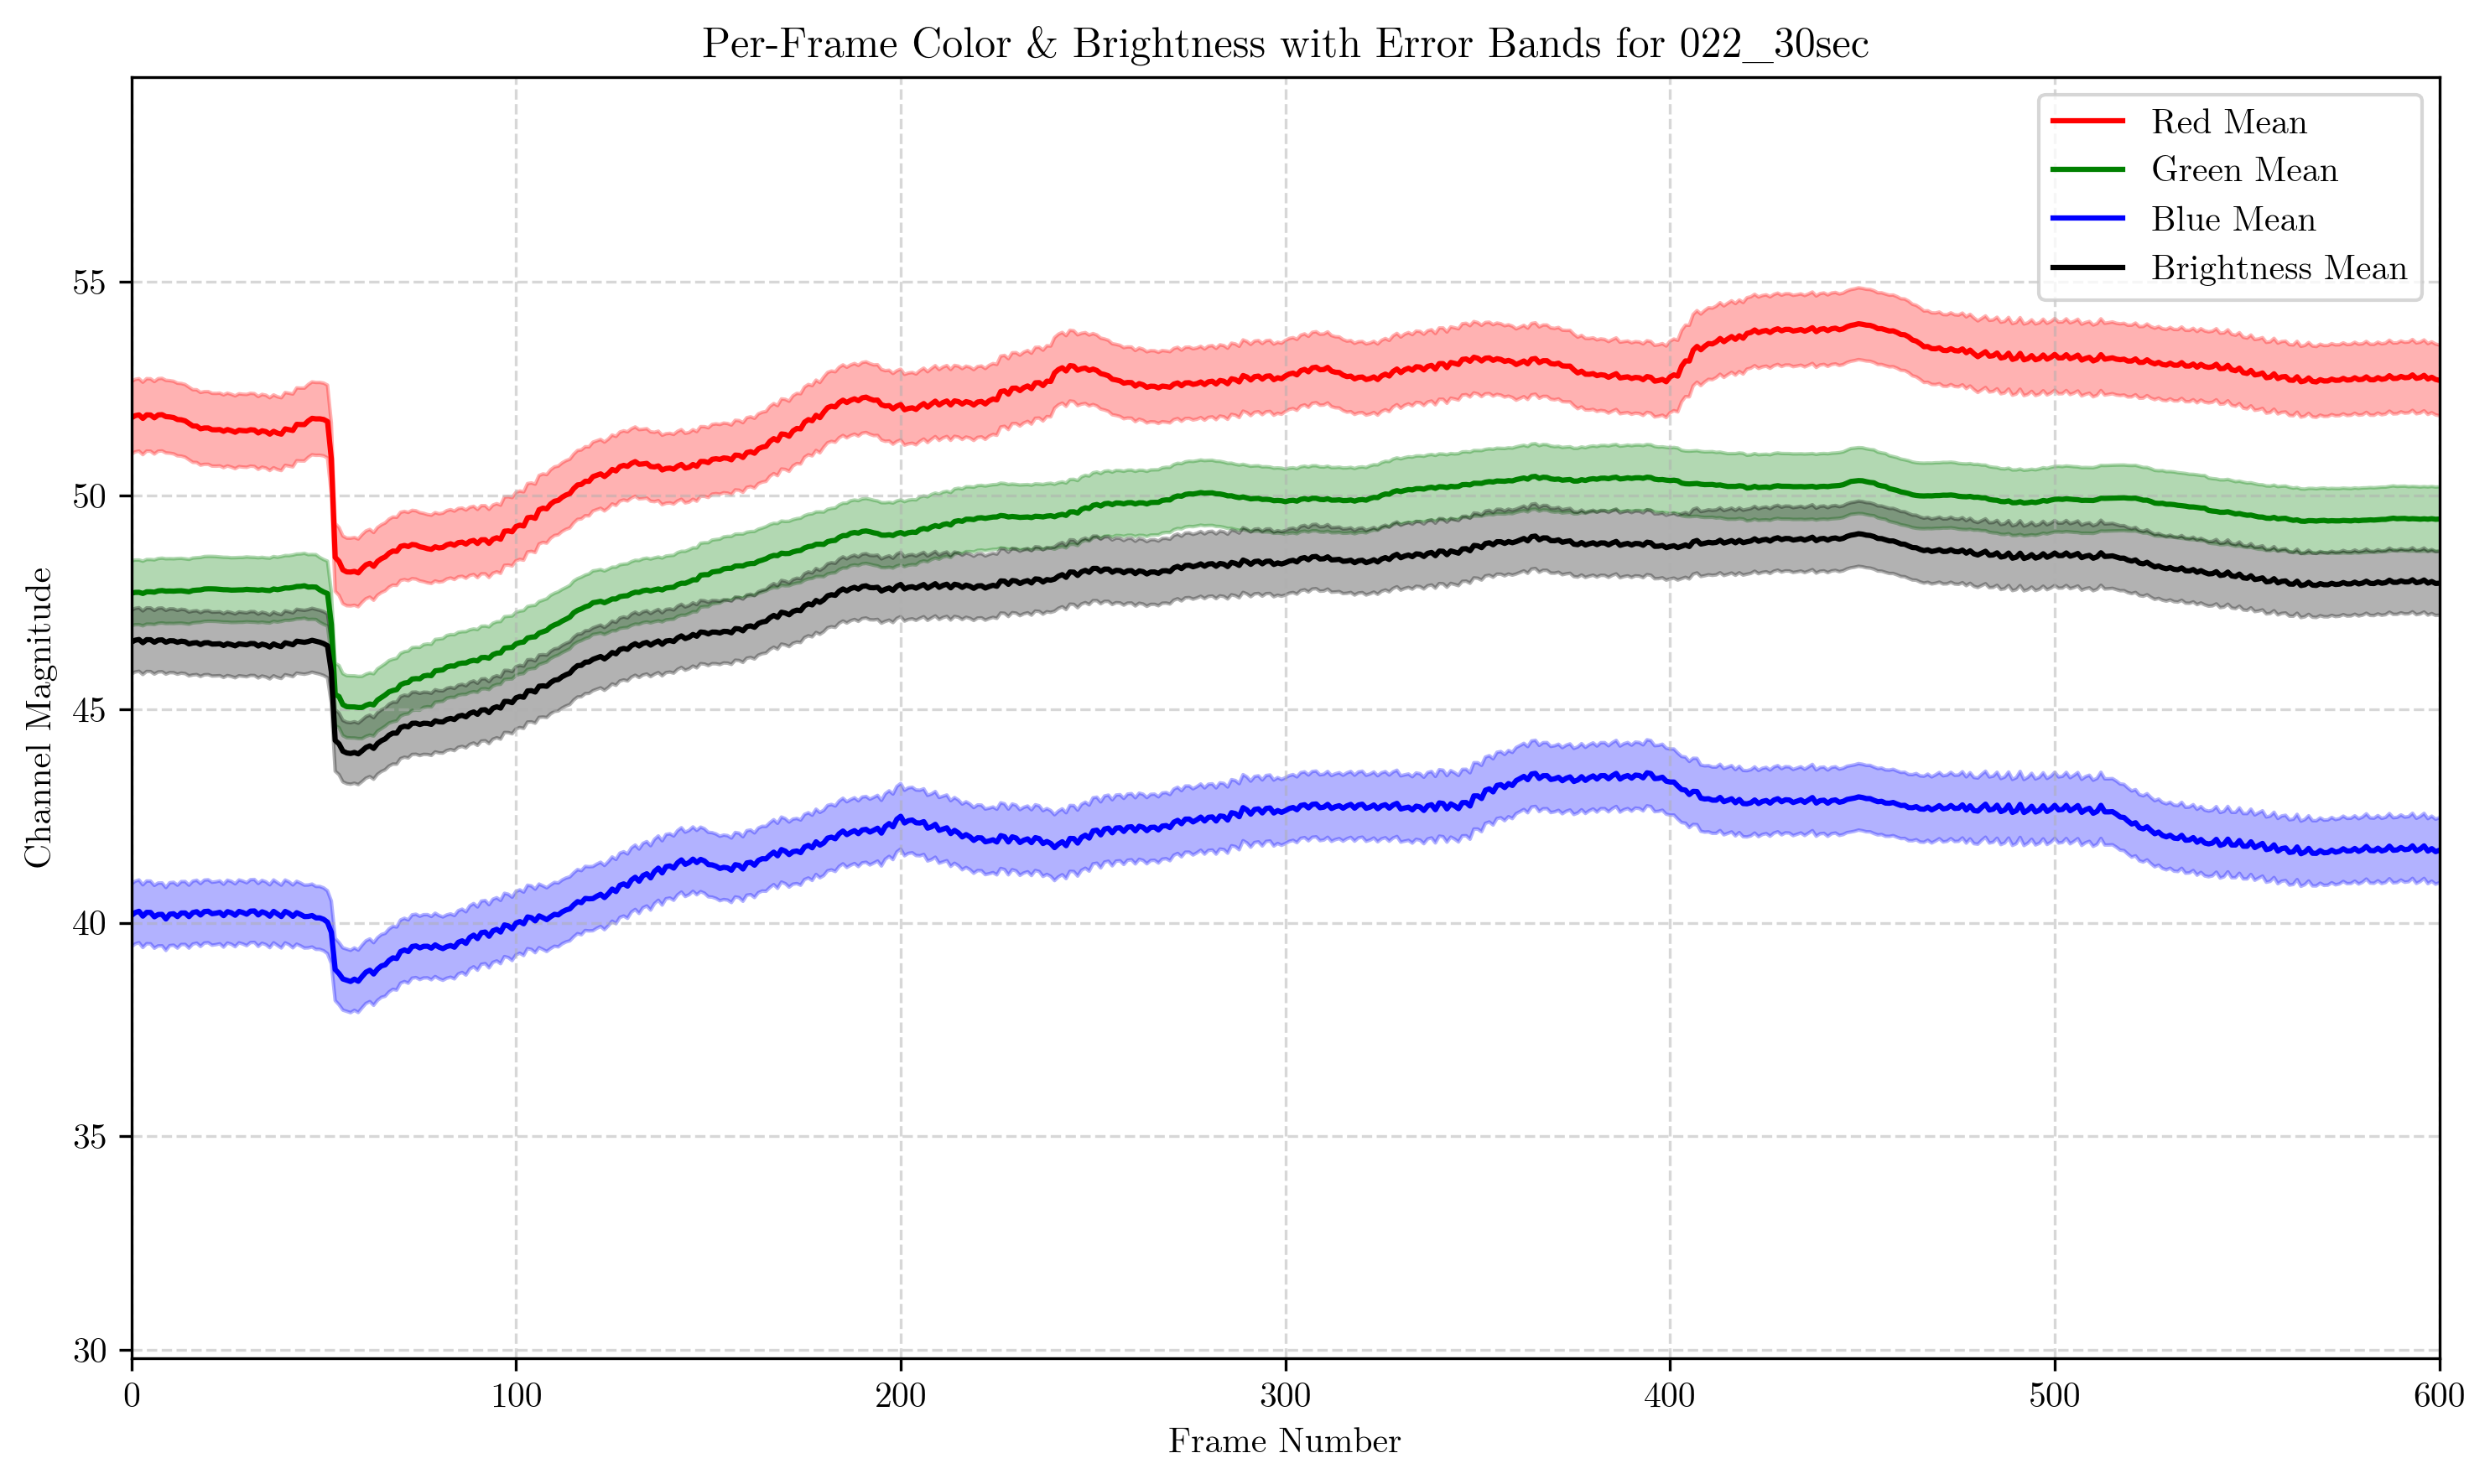 Per-Frame Color & Brightness with Error Bands for 022_30sec
Red Mean
Green Mean
Blue Mean
Brightness Mean
Channel Magnitude
55
50
45
40
35
30
0 100 200 300 400 500 600
Frame Number